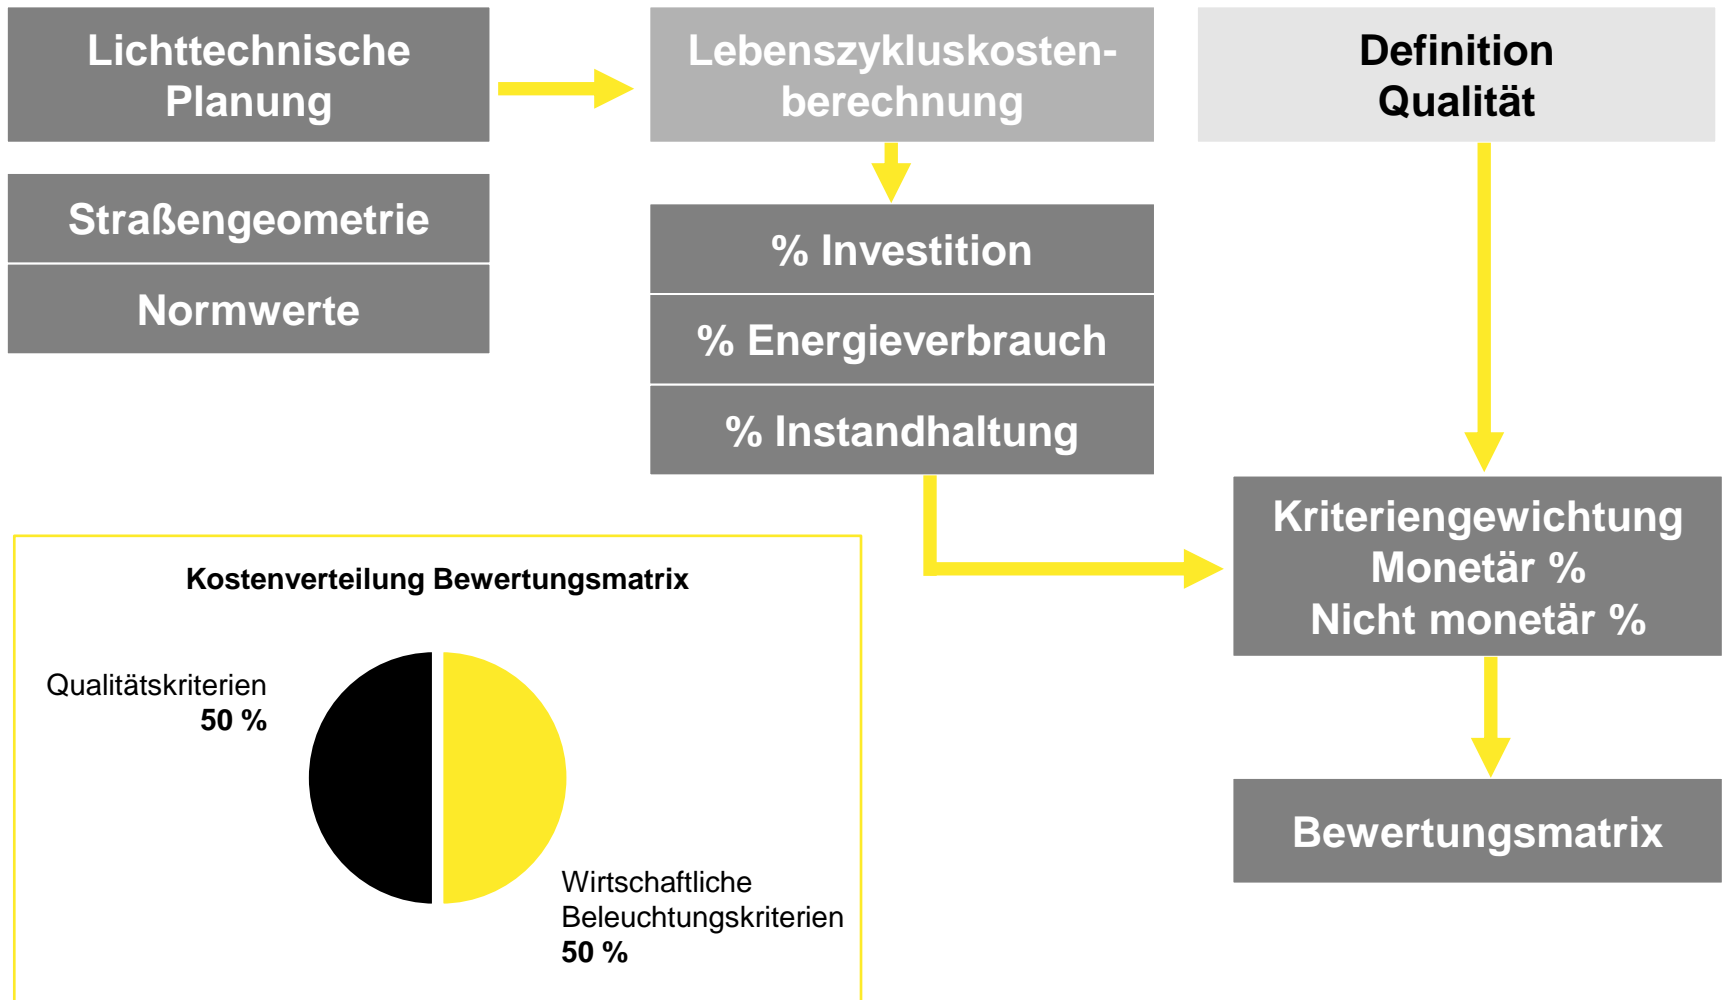 Lichttechnische
Planung
Lebenszykluskosten-
berechnung
Definition
Qualität
Straßengeometrie
Normwerte
% Investition
% Energieverbrauch
% Instandhaltung
Kriteriengewichtung
Monetär %
Nicht monetär %
Bewertungsmatrix
Kostenverteilung Bewertungsmatrix
Qualitätskriterien
50 %
Wirtschaftliche
Beleuchtungskriterien
50 %